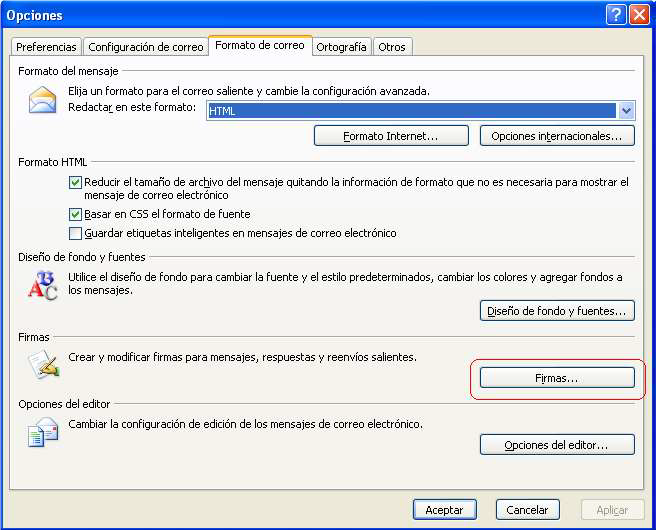 Opciones
Preferencias
Configuración de correo
Formato de correo
Ortografía
Otros
Formato del mensaje
Elija un formato para el correo saliente y cambie la configuración avanzada.
Redactar en este formato:
HTML
Formato Internet...
Opciones internacionales...
Formato HTML
Reducir el tamaño de archivo del mensaje quitando la información de formato que no es necesaria para mostrar el
mensaje de correo electrónico
Basar en CSS el formato de fuente
Guardar etiquetas inteligentes en mensajes de correo electrónico
Diseño de fondo y fuentes
Utilice el diseño de fondo para cambiar la fuente y el estilo predeterminados, cambiar los colores y agregar fondos a
los mensajes.
Diseño de fondo y fuentes...
Firmas
Crear y modificar firmas para mensajes, respuestas y reenvíos salientes.
Firmas...
Opciones del editor
Cambiar la configuración de edición de los mensajes de correo electrónico.
Opciones del editor...
Aceptar
Cancelar
Aplicar